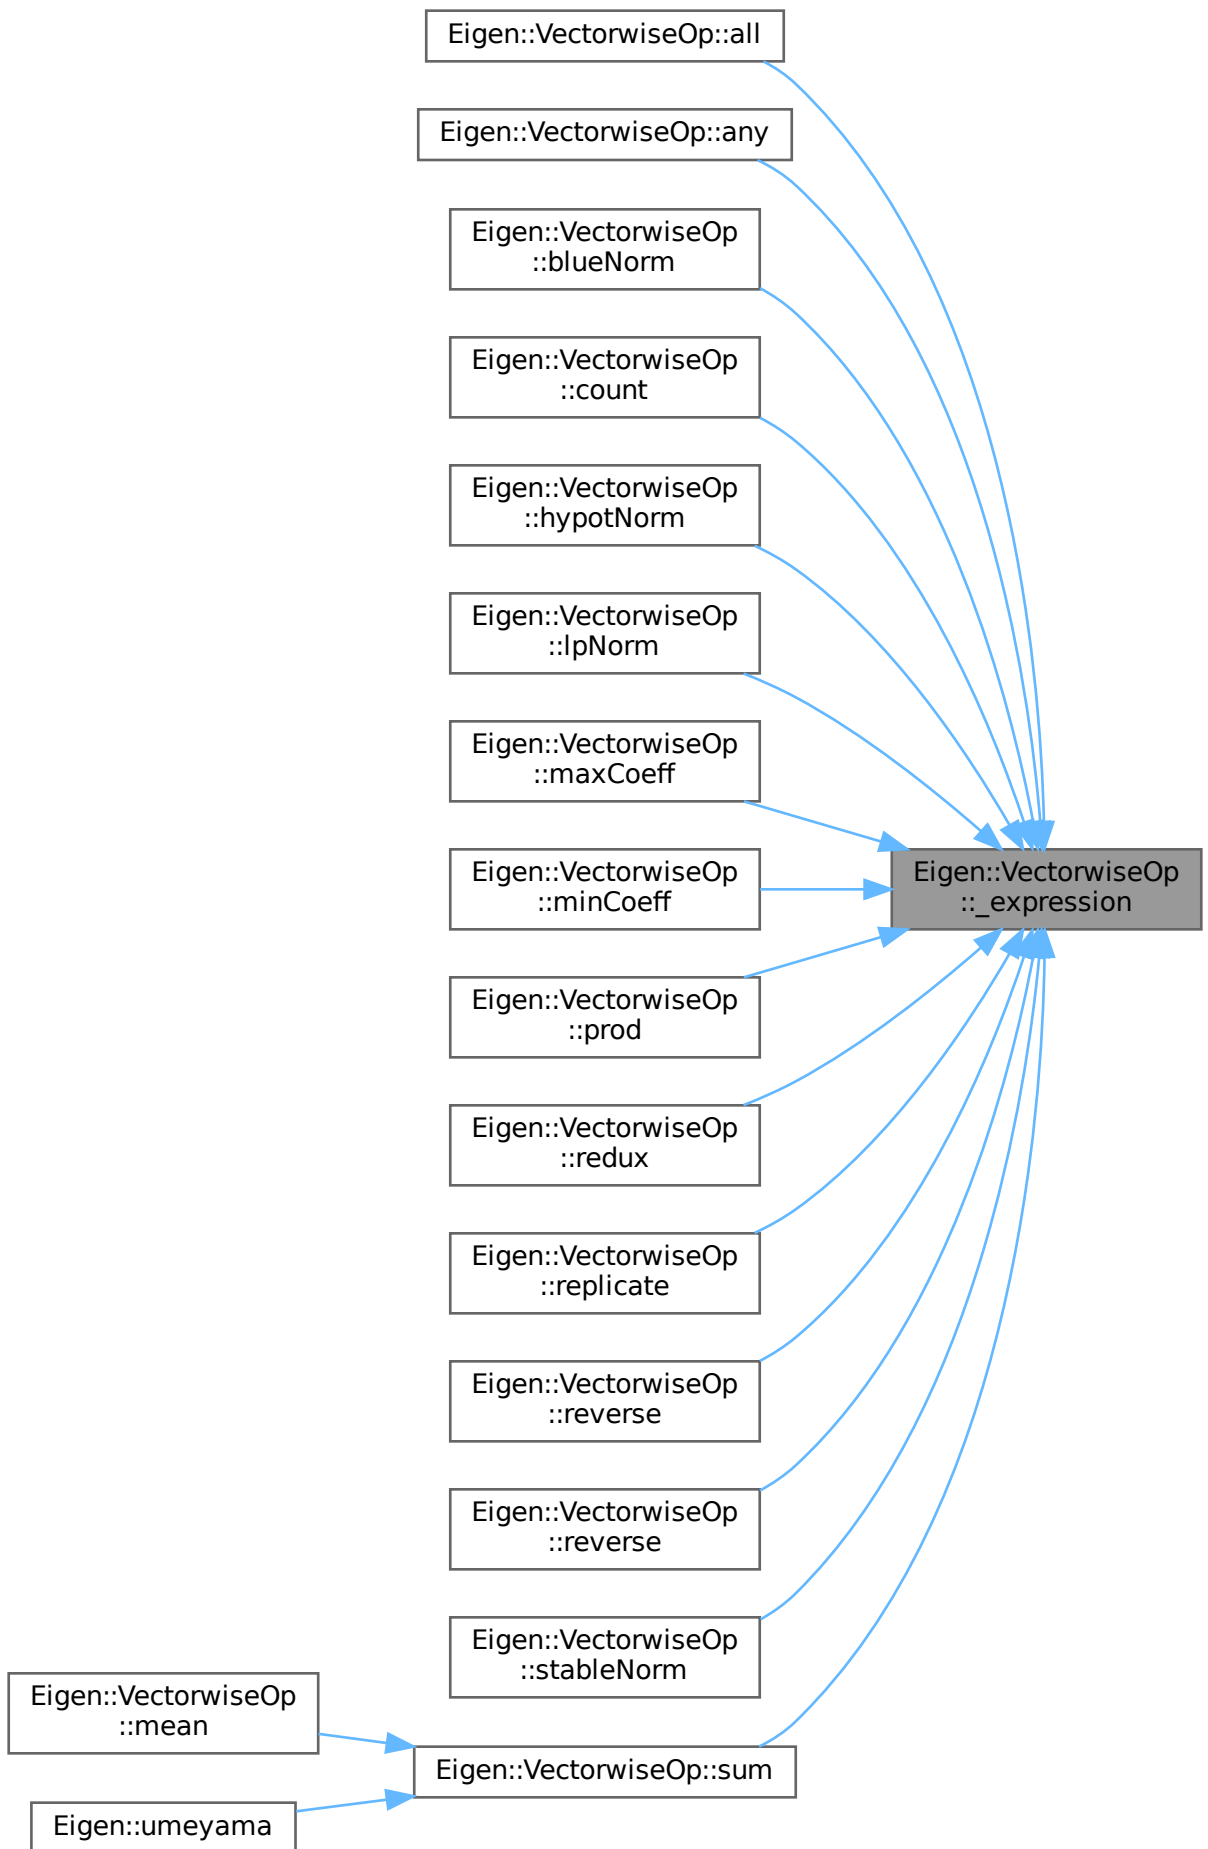 Eigen::VectorwiseOp::all
Eigen::VectorwiseOp::any
Eigen::VectorwiseOp
::blueNorm
Eigen::VectorwiseOp
::count
Eigen::VectorwiseOp
::hypotNorm
Eigen::VectorwiseOp
::lpNorm
Eigen::VectorwiseOp
::maxCoeff
Eigen::VectorwiseOp
::minCoeff
Eigen::VectorwiseOp
::_expression
Eigen::VectorwiseOp
::prod
Eigen::VectorwiseOp
::redux
Eigen::VectorwiseOp
::replicate
Eigen::VectorwiseOp
::reverse
Eigen::VectorwiseOp
::reverse
Eigen::VectorwiseOp
::stableNorm
Eigen::VectorwiseOp
::mean
Eigen::VectorwiseOp::sum
Eigen::umeyama